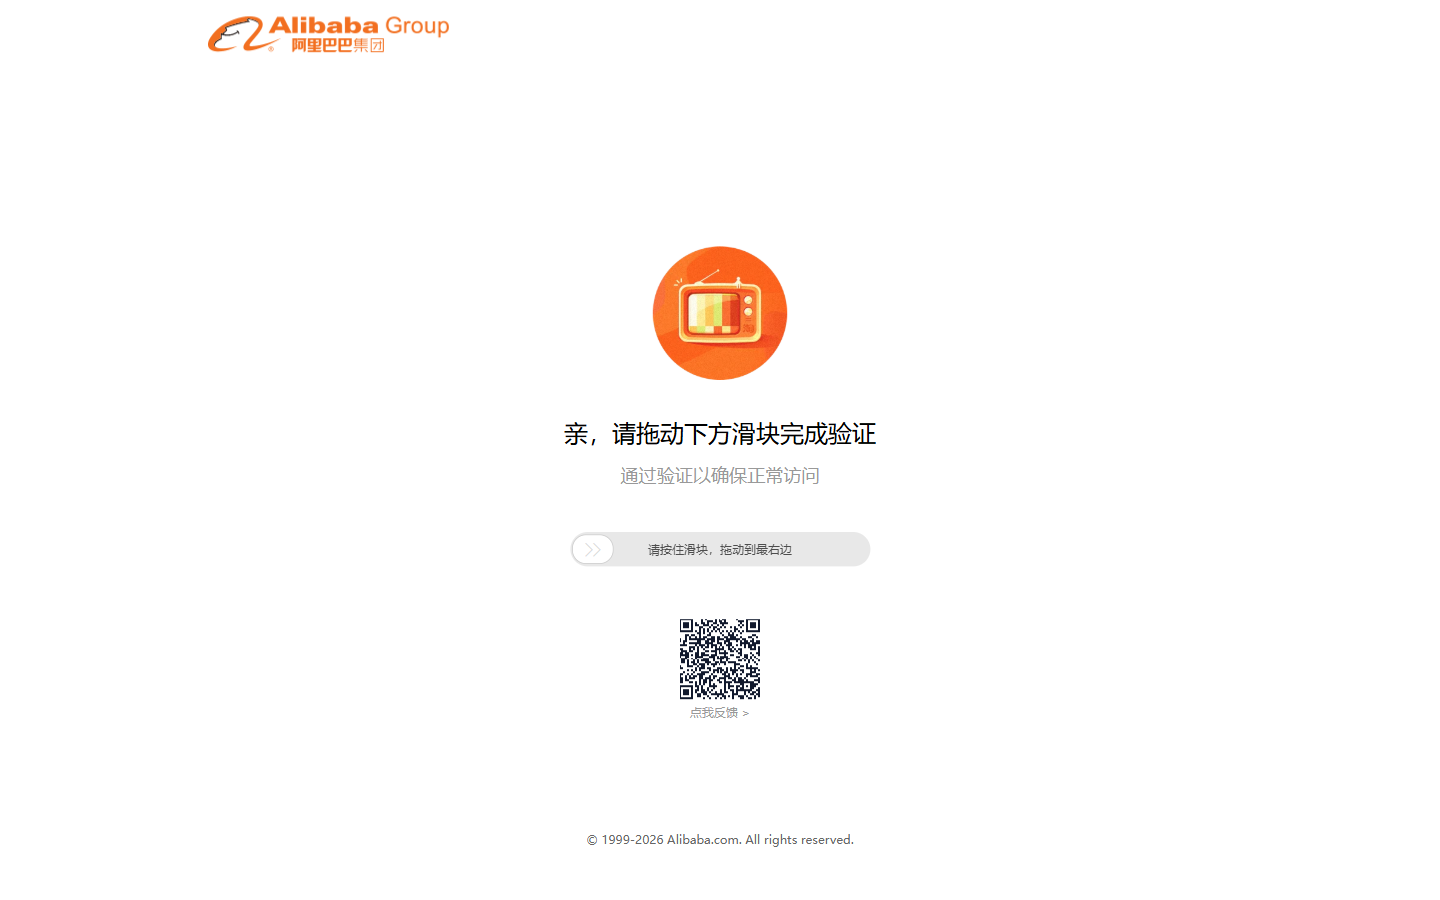 Alibaba Group
阿里巴巴集团
亲，请拖动下方滑块完成验证
通过验证以确保正常访问
请按住滑块，拖动到最右边
点我反馈 >
© 1999-2026 Alibaba.com. All rights reserved.